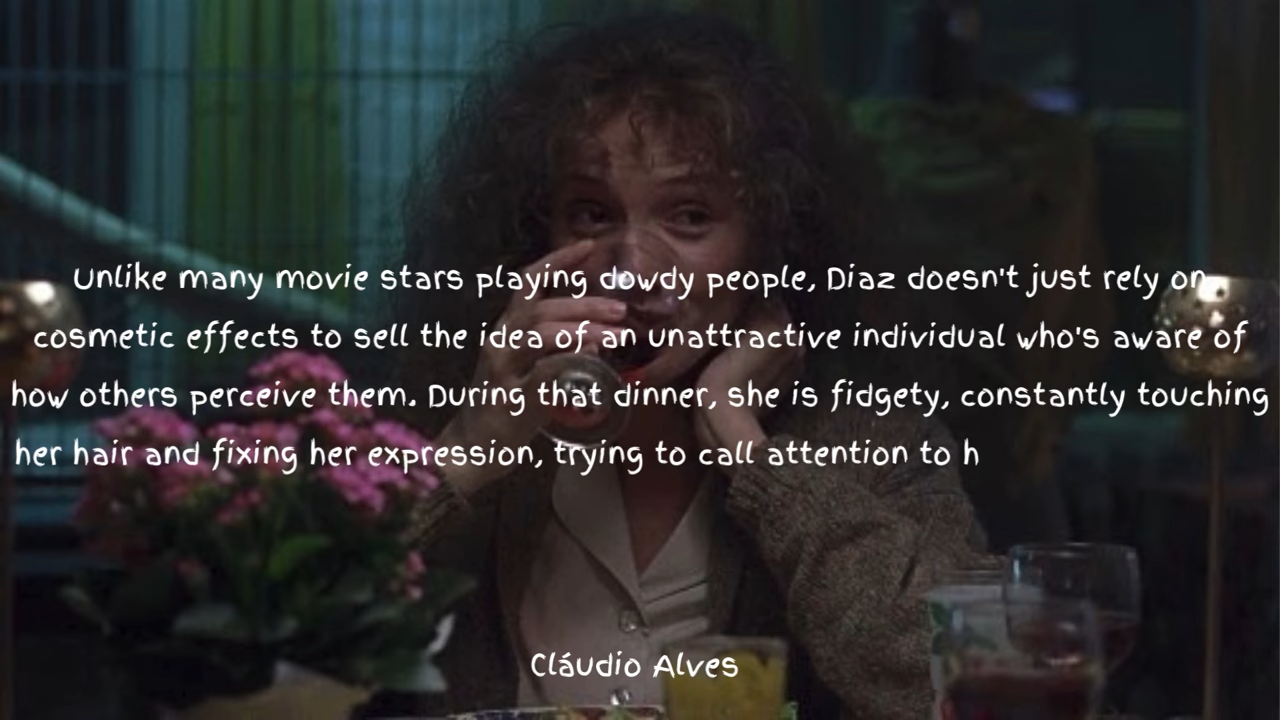 Unlike many movie stars playing dowdy people, Diaz doesn't just rely on
cosmetic effects to sell the idea of an unattractive individual who's aware of
how others perceive them. During that dinner, she is fidgety, constantly touching
her hair and fixing her expression, trying to call attention to h
Cláudio Alves